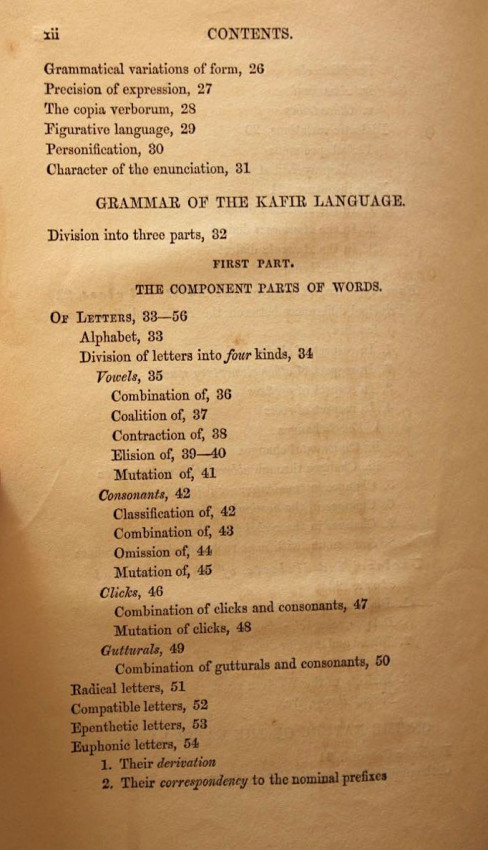 xii CONTENTS.
Grammatical variations of form, 26
Precision of expression, 27
The copia verborum, 28
Figurative language, 29
Personification, 30
Character of the enunciation, 31
GRAMMAR OF THE KAFIR LANGUAGE.
Division into three parts, 32
FIRST PART.
THE COMPONENT PARTS OF WORDS.
Of Letters, 33—56
Alphabet, 33
Division of letters into four kinds, 34
Vowels, 35
Combination of, 36
Coalition of, 37
Contraction of, 38
Elision of, 39—40
Mutation of, 41
Consonants, 42
Classification of, 42
Combination of, 43
Omission of, 44
Mutation of, 45
Clicks, 46
Combination of clicks and consonants, 47
Mutation of clicks, 48
Gutturals, 49
Combination of gutturals and consonants, 50
Radical letters, 51
Compatible letters, 52
Epenthetic letters, 53
Euphonic letters, 54
1. Their derivation
2. Their correspondency to the nominal prefixes